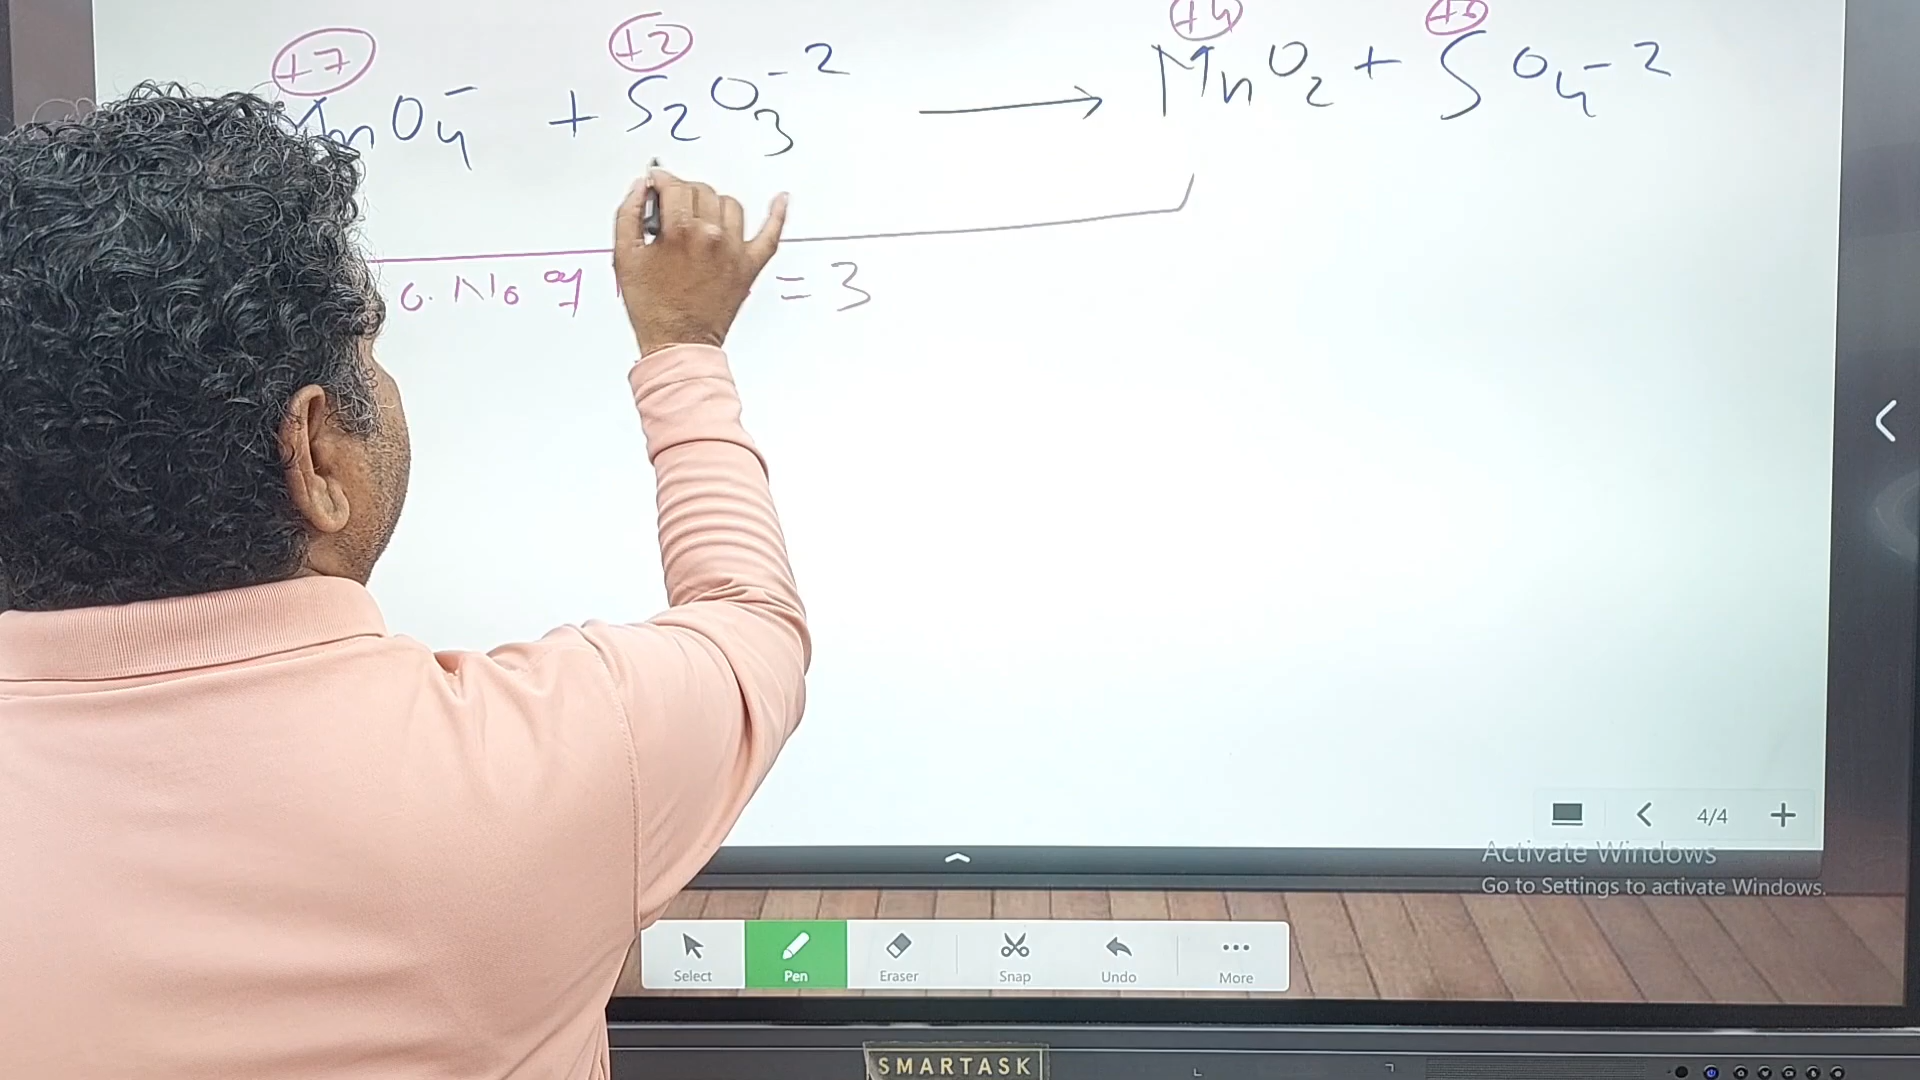 +7 +2 +4 +6
MnO4- + S2O3-2 → MnO2 + SO4-2
O. No of = 3
4/4
Activate Windows
Go to Settings to activate Windows.
Select Pen Eraser Snap Undo More
SMARTASK